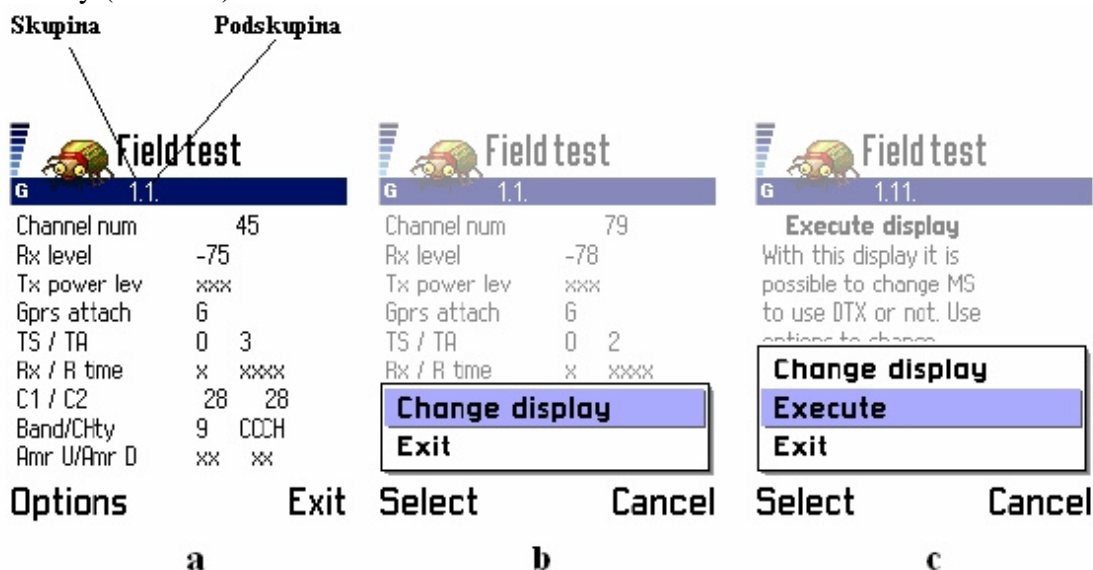 Skupina Podskupina
Field test
G 1.1.
Channel num 45
Rx level -75
Tx power lev xxx
Gprs attach G
TS / TA 0 3
Rx / R time x xxxx
C1 / C2 28 28
Band/CHty 9 CCCH
Amr U/Amr D xx xx
Options Exit
a
Field test
G 1.1.
Channel num 79
Rx level -78
Tx power lev xxx
Gprs attach G
TS / TA 0 2
Rx / R time x xxxx
Change display
Exit
Select Cancel
b
Field test
G 1.11.
Execute display
With this display it is
possible to change MS
to use DTX or not. Use
options to change
Change display
Execute
Exit
Select Cancel
c